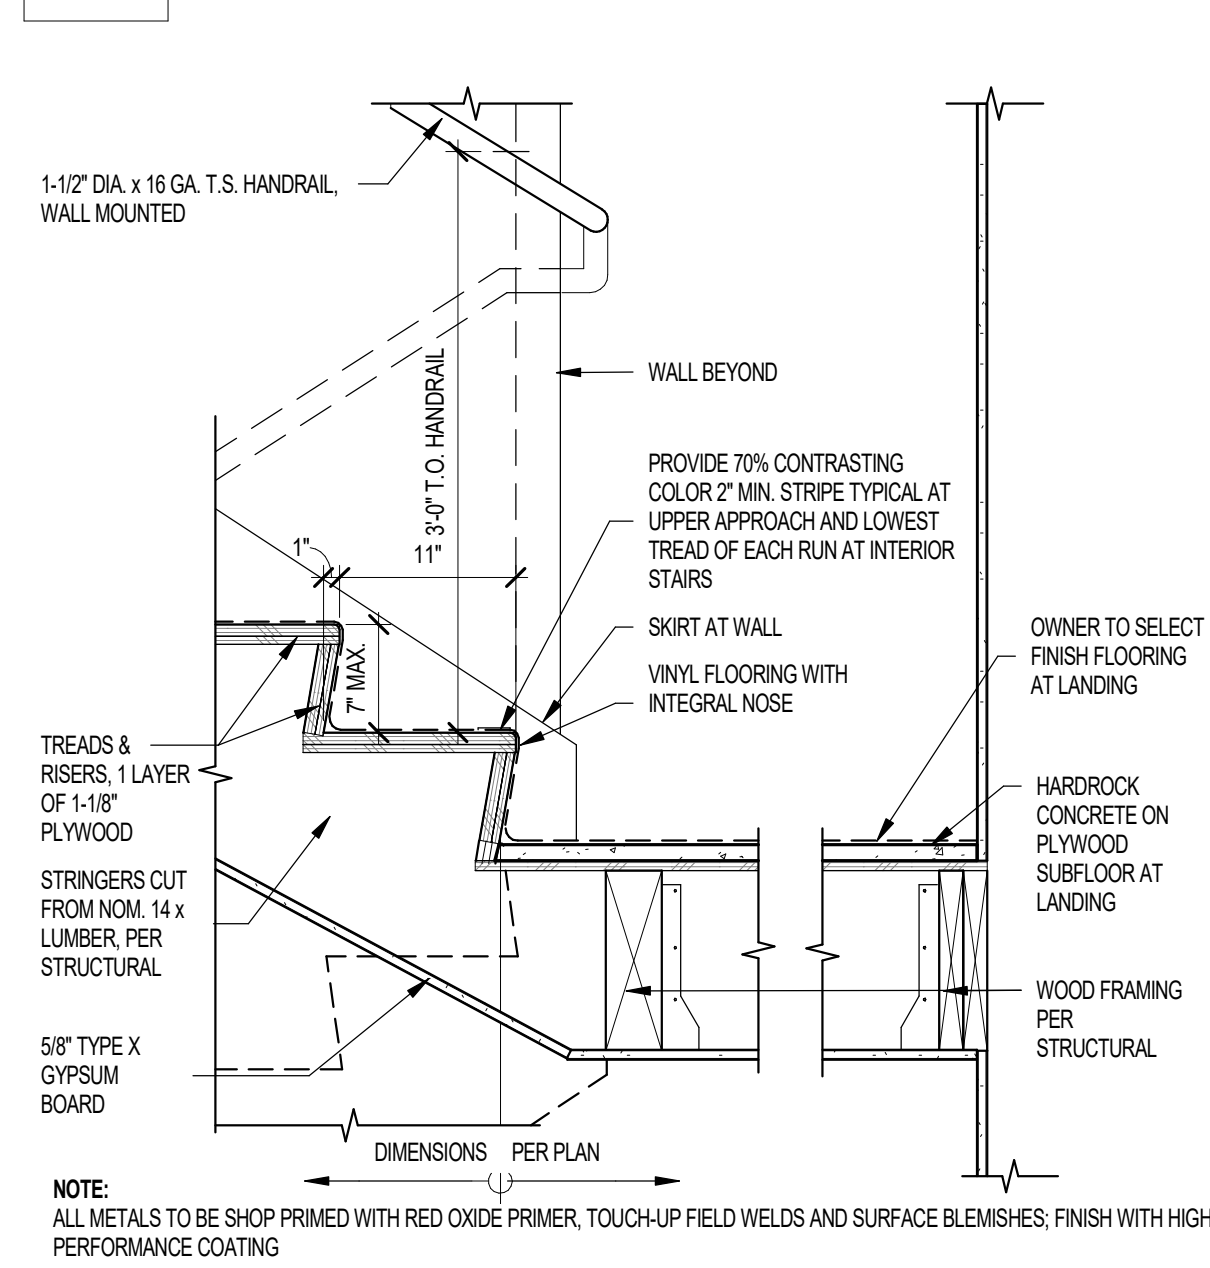 1-1/2" DIA. x 16 GA. T.S. HANDRAIL,
WALL MOUNTED
WALL BEYOND
3'-0" T.O. HANDRAIL
PROVIDE 70% CONTRASTING
COLOR 2" MIN. STRIPE TYPICAL AT
UPPER APPROACH AND LOWEST
TREAD OF EACH RUN AT INTERIOR
STAIRS
1"
11"
7" MAX.
SKIRT AT WALL
VINYL FLOORING WITH
INTEGRAL NOSE
OWNER TO SELECT
FINISH FLOORING
AT LANDING
TREADS &
RISERS, 1 LAYER
OF 1-1/8"
PLYWOOD
HARDROCK
CONCRETE ON
PLYWOOD
SUBFLOOR AT
LANDING
STRINGERS CUT
FROM NOM. 14 x
LUMBER, PER
STRUCTURAL
WOOD FRAMING
PER
STRUCTURAL
5/8" TYPE X
GYPSUM
BOARD
DIMENSIONS PER PLAN
NOTE:
ALL METALS TO BE SHOP PRIMED WITH RED OXIDE PRIMER, TOUCH-UP FIELD WELDS AND SURFACE BLEMISHES; FINISH WITH HIGH
PERFORMANCE COATING